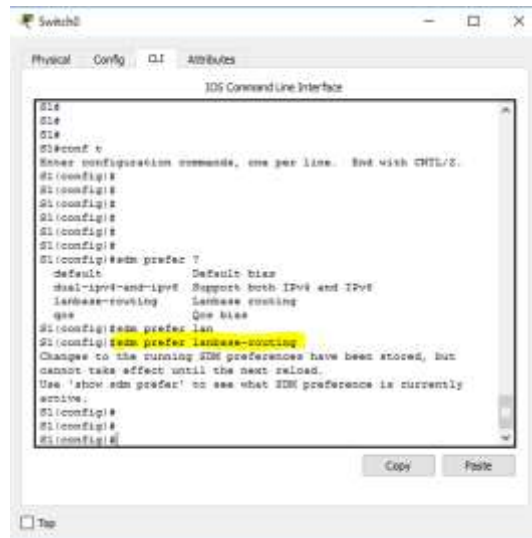 Switch0
Physical Config CLI Attributes
IOS Command Line Interface
S1#
S1#
S1#
S1#conf t
Enter configuration commands, one per line. End with CNTL/Z.
S1(config)#
S1(config)#
S1(config)#
S1(config)#
S1(config)#
S1(config)#
S1(config)#sdm prefer ?
default Default bias
dual-ipv4-and-ipv6 Support both IPv4 and IPv6
lanbase-routing Lanbase routing
qos Qos bias
S1(config)#sdm prefer lan
S1(config)#sdm prefer lanbase-routing
Changes to the running SDM preferences have been stored, but
cannot take effect until the next reload.
Use 'show sdm prefer' to see what SDM preference is currently
active.
S1(config)#
S1(config)#
S1(config)#
Copy Paste
Top